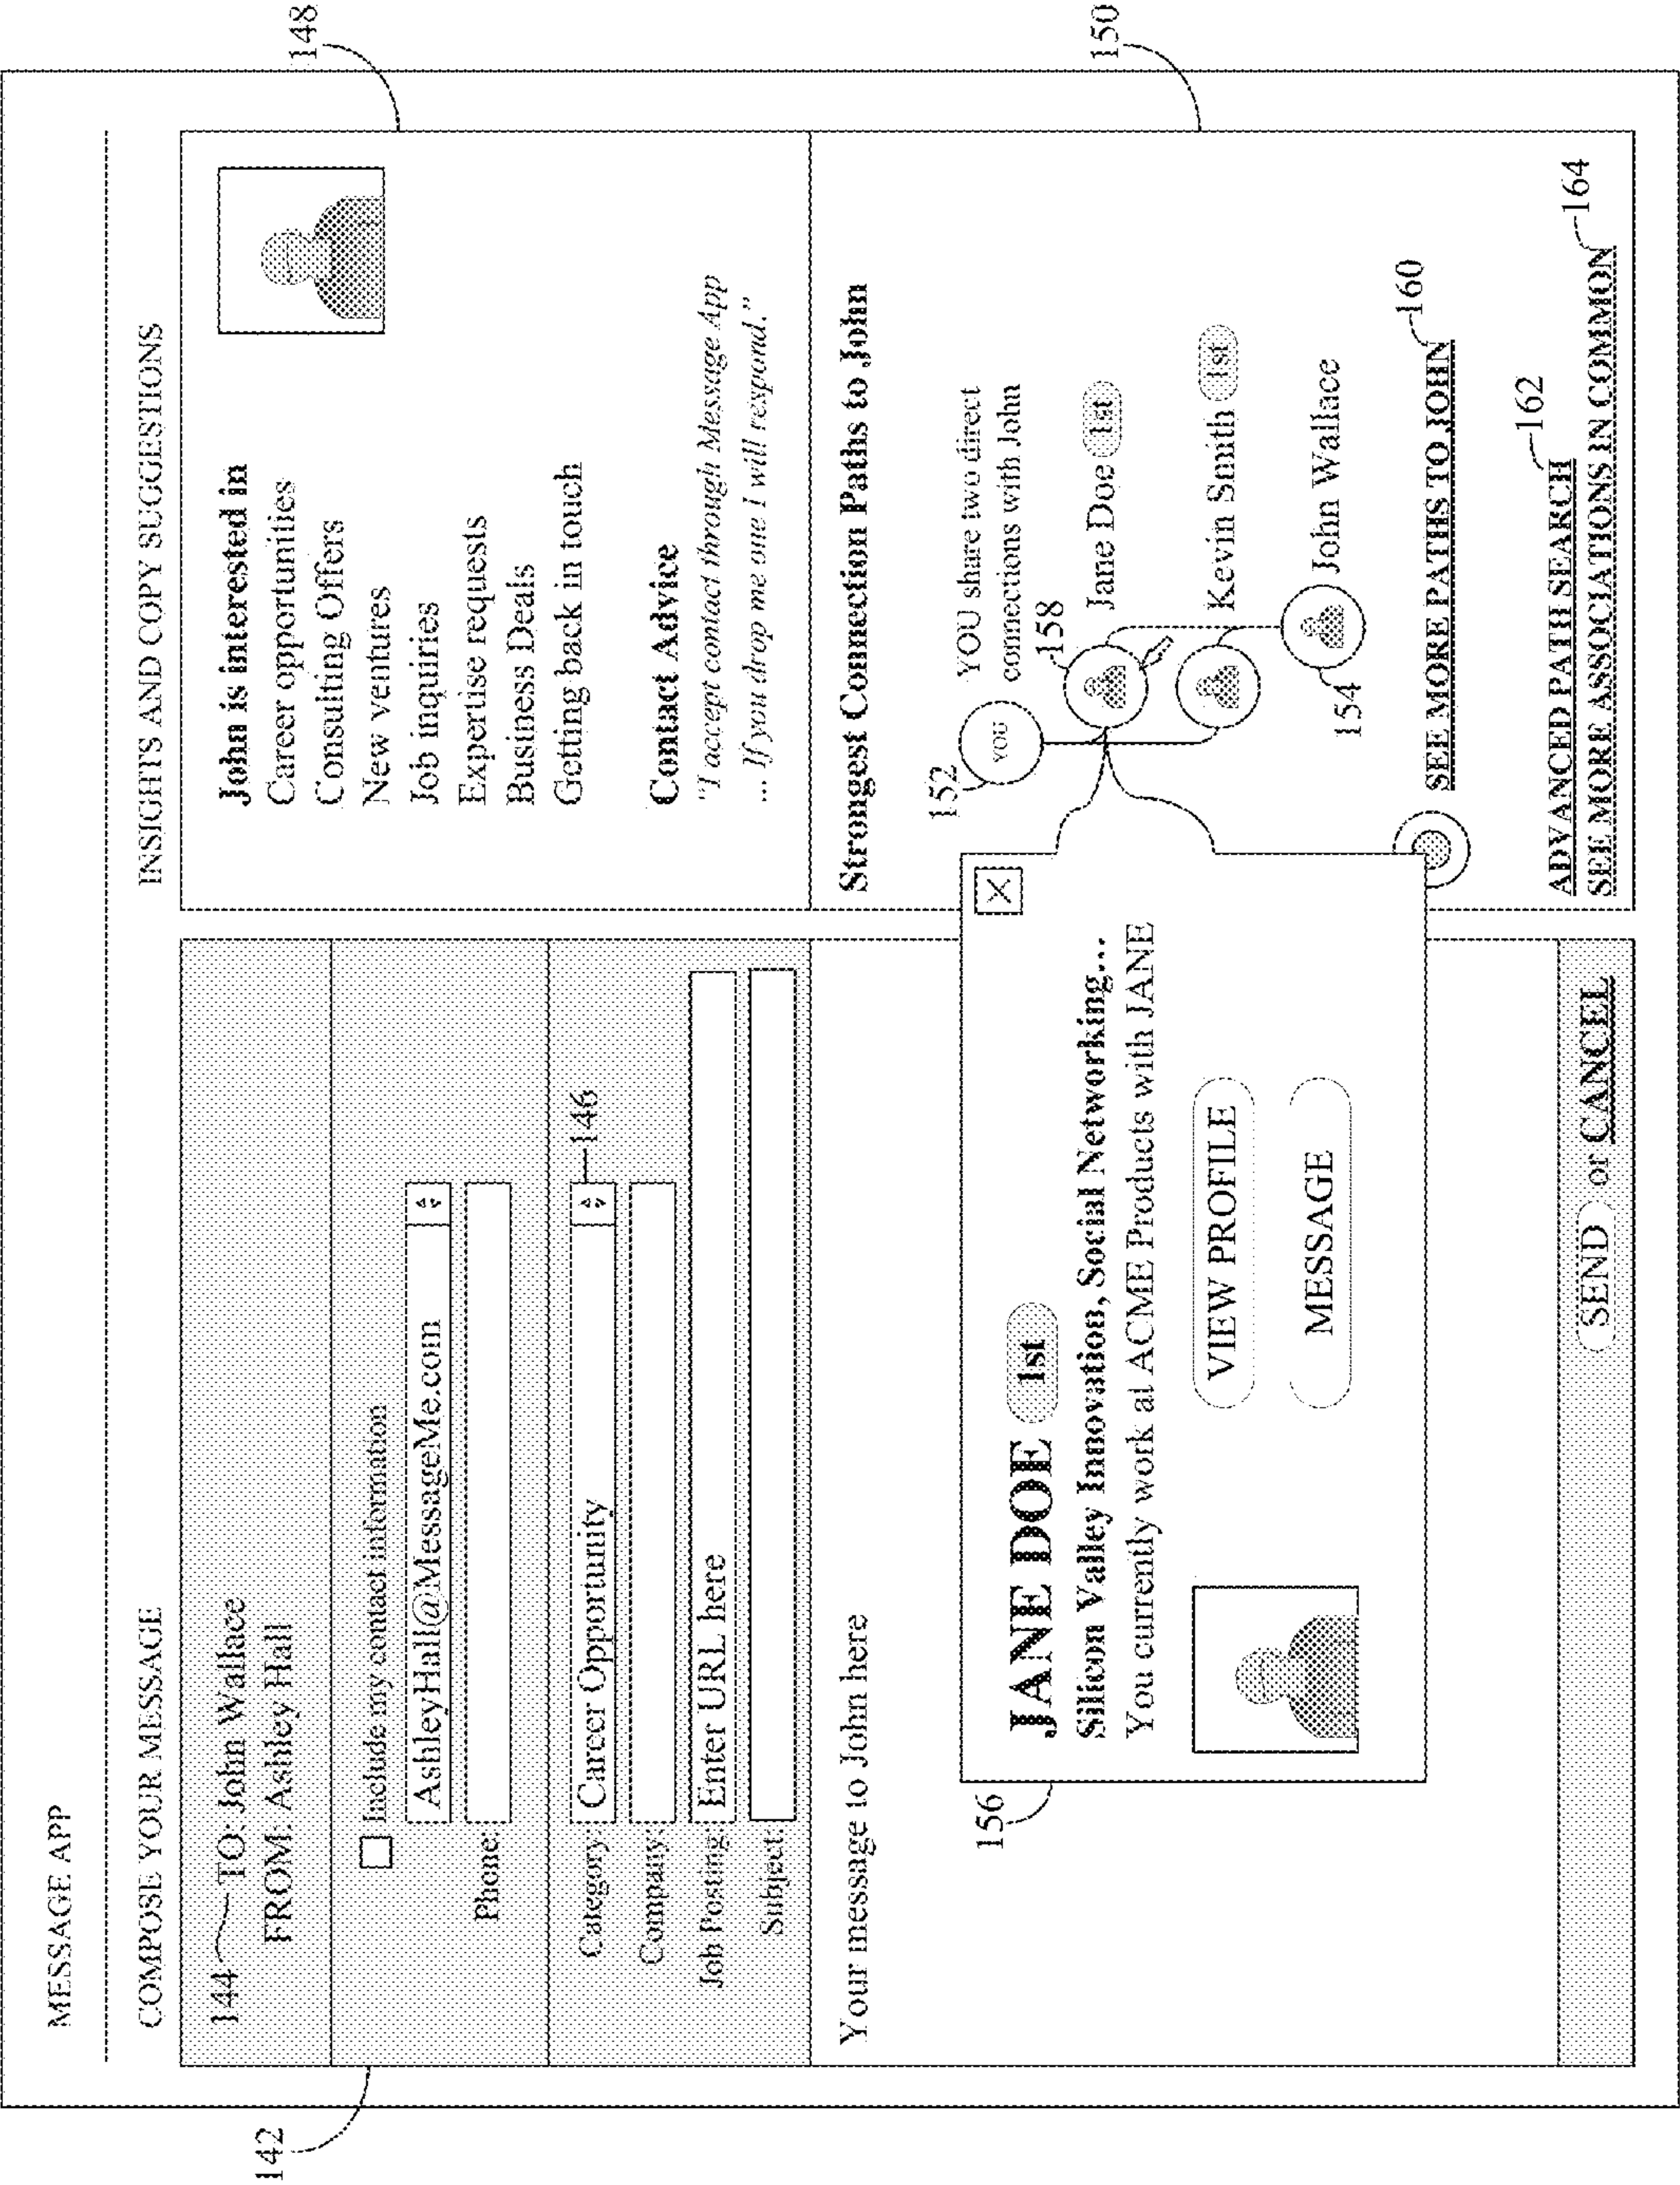 MESSAGE APP
COMPOSE YOUR MESSAGE
144 TO: John Wallace
FROM: Ashley Hall
142
Include my contact information
AshleyHall@MessageMe.com
Phone:
Category: Career Opportunity 146
Company:
Job Posting: Enter URL here
Subject:
Your message to John here
156
JANE DOE 1st
X
Silicon Valley Innovation, Social Networking...
You currently work at ACME Products with JANE
VIEW PROFILE
MESSAGE
SEND or CANCEL
INSIGHTS AND COPY SUGGESTIONS
148
John is interested in
Career opportunities
Consulting Offers
New ventures
Job inquiries
Expertise requests
Business Deals
Getting back in touch
Contact Advice
"I accept contact through Message App
... If you drop me one I will respond."
150
Strongest Connection Paths to John
152
YOU
YOU share two direct
connections with John
158
Jane Doe 1st
Kevin Smith 1st
154
John Wallace
SEE MORE PATHS TO JOHN 160
ADVANCED PATH SEARCH 162
SEE MORE ASSOCIATIONS IN COMMON 164